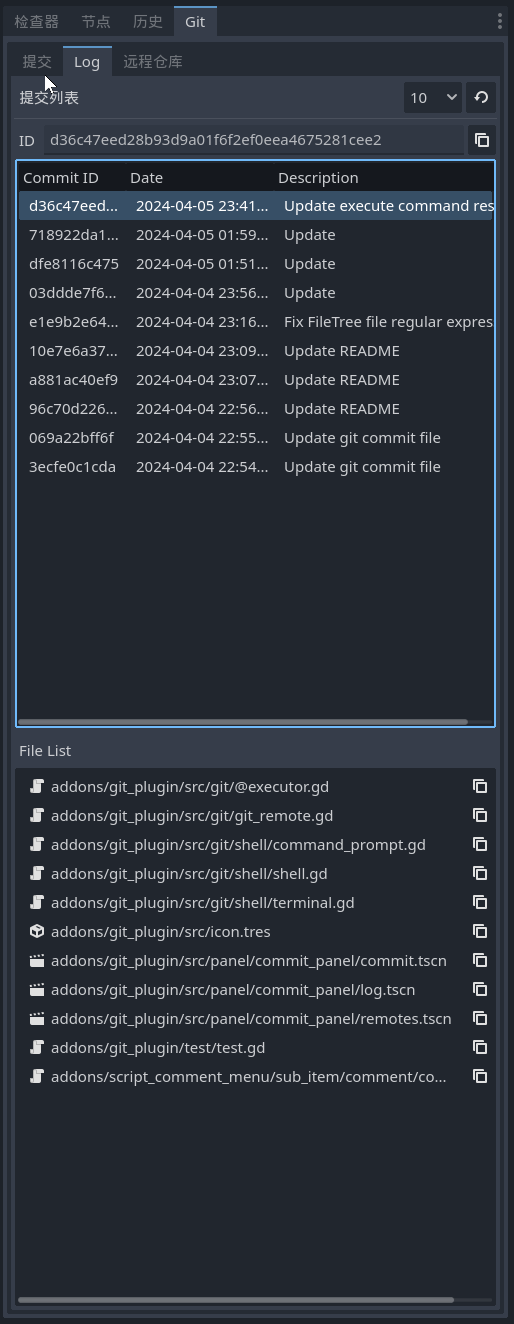 检查器 节点 历史 Git
提交 Log 远程仓库
提交列表 10
ID d36c47eed28b93d9a01f6f2ef0eea4675281cee2
Commit ID Date Description
d36c47eed... 2024-04-05 23:41... Update execute command res
718922da1... 2024-04-05 01:59... Update
dfe8116c475 2024-04-05 01:51... Update
03ddde7f6... 2024-04-04 23:56... Update
e1e9b2e64... 2024-04-04 23:16... Fix FileTree file regular expres
10e7e6a37... 2024-04-04 23:09... Update README
a881ac40ef9 2024-04-04 23:07... Update README
96c70d226... 2024-04-04 22:56... Update README
069a22bff6f 2024-04-04 22:55... Update git commit file
3ecfe0c1cda 2024-04-04 22:54... Update git commit file
File List
addons/git_plugin/src/git/@executor.gd
addons/git_plugin/src/git/git_remote.gd
addons/git_plugin/src/git/shell/command_prompt.gd
addons/git_plugin/src/git/shell/shell.gd
addons/git_plugin/src/git/shell/terminal.gd
addons/git_plugin/src/icon.tres
addons/git_plugin/src/panel/commit_panel/commit.tscn
addons/git_plugin/src/panel/commit_panel/log.tscn
addons/git_plugin/src/panel/commit_panel/remotes.tscn
addons/git_plugin/test/test.gd
addons/script_comment_menu/sub_item/comment/co...